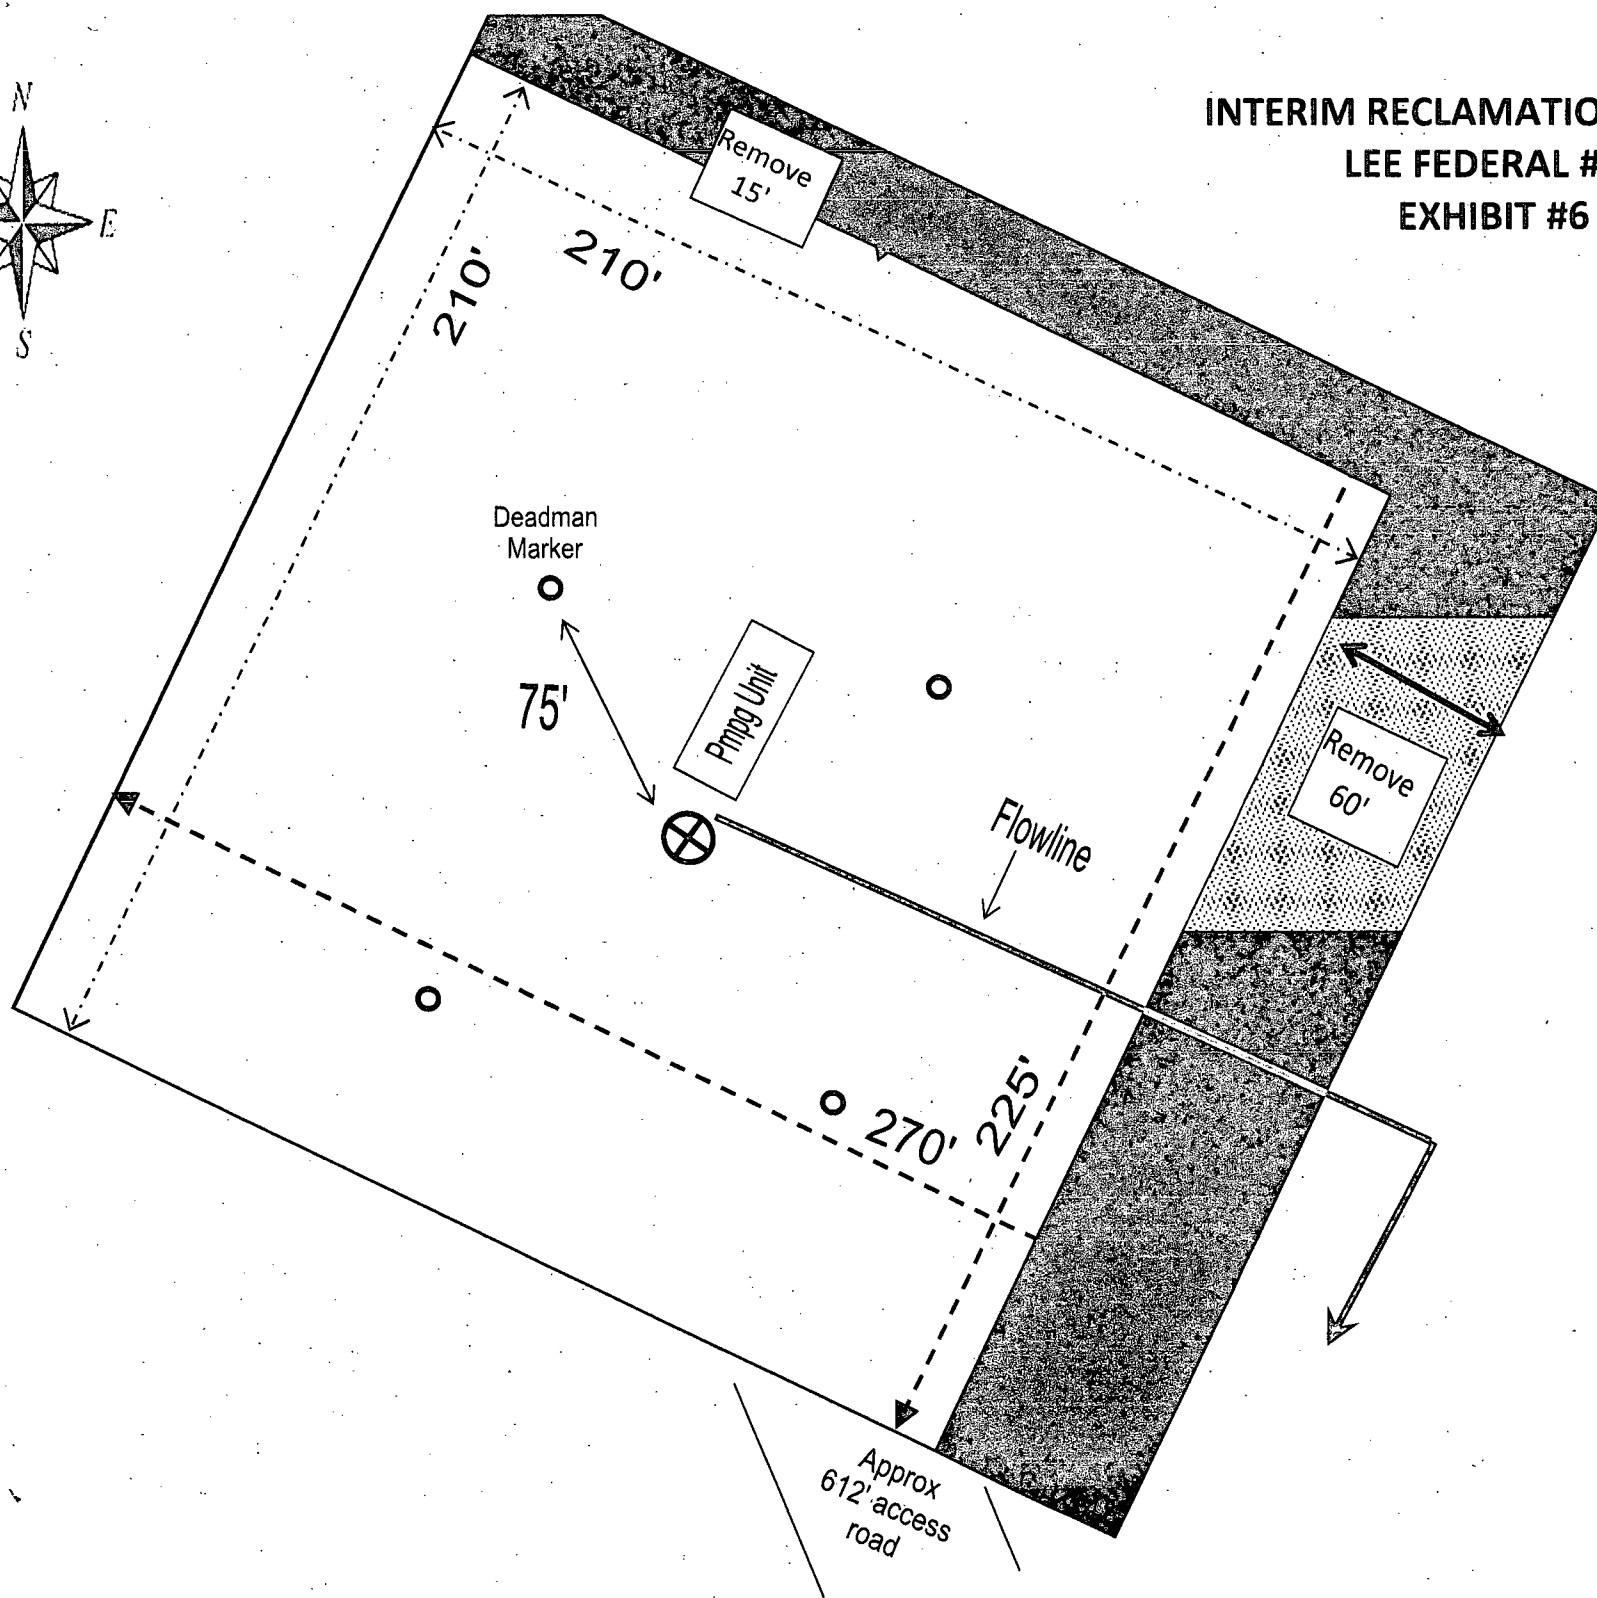 INTERIM RECLAMATIO
LEE FEDERAL #
EXHIBIT #6
N
E
S
Remove
15'
210'
210'
Deadman
Marker
75'
Pmpg Unit
Flowline
Remove
60'
225'
270'
Approx
612' access
road